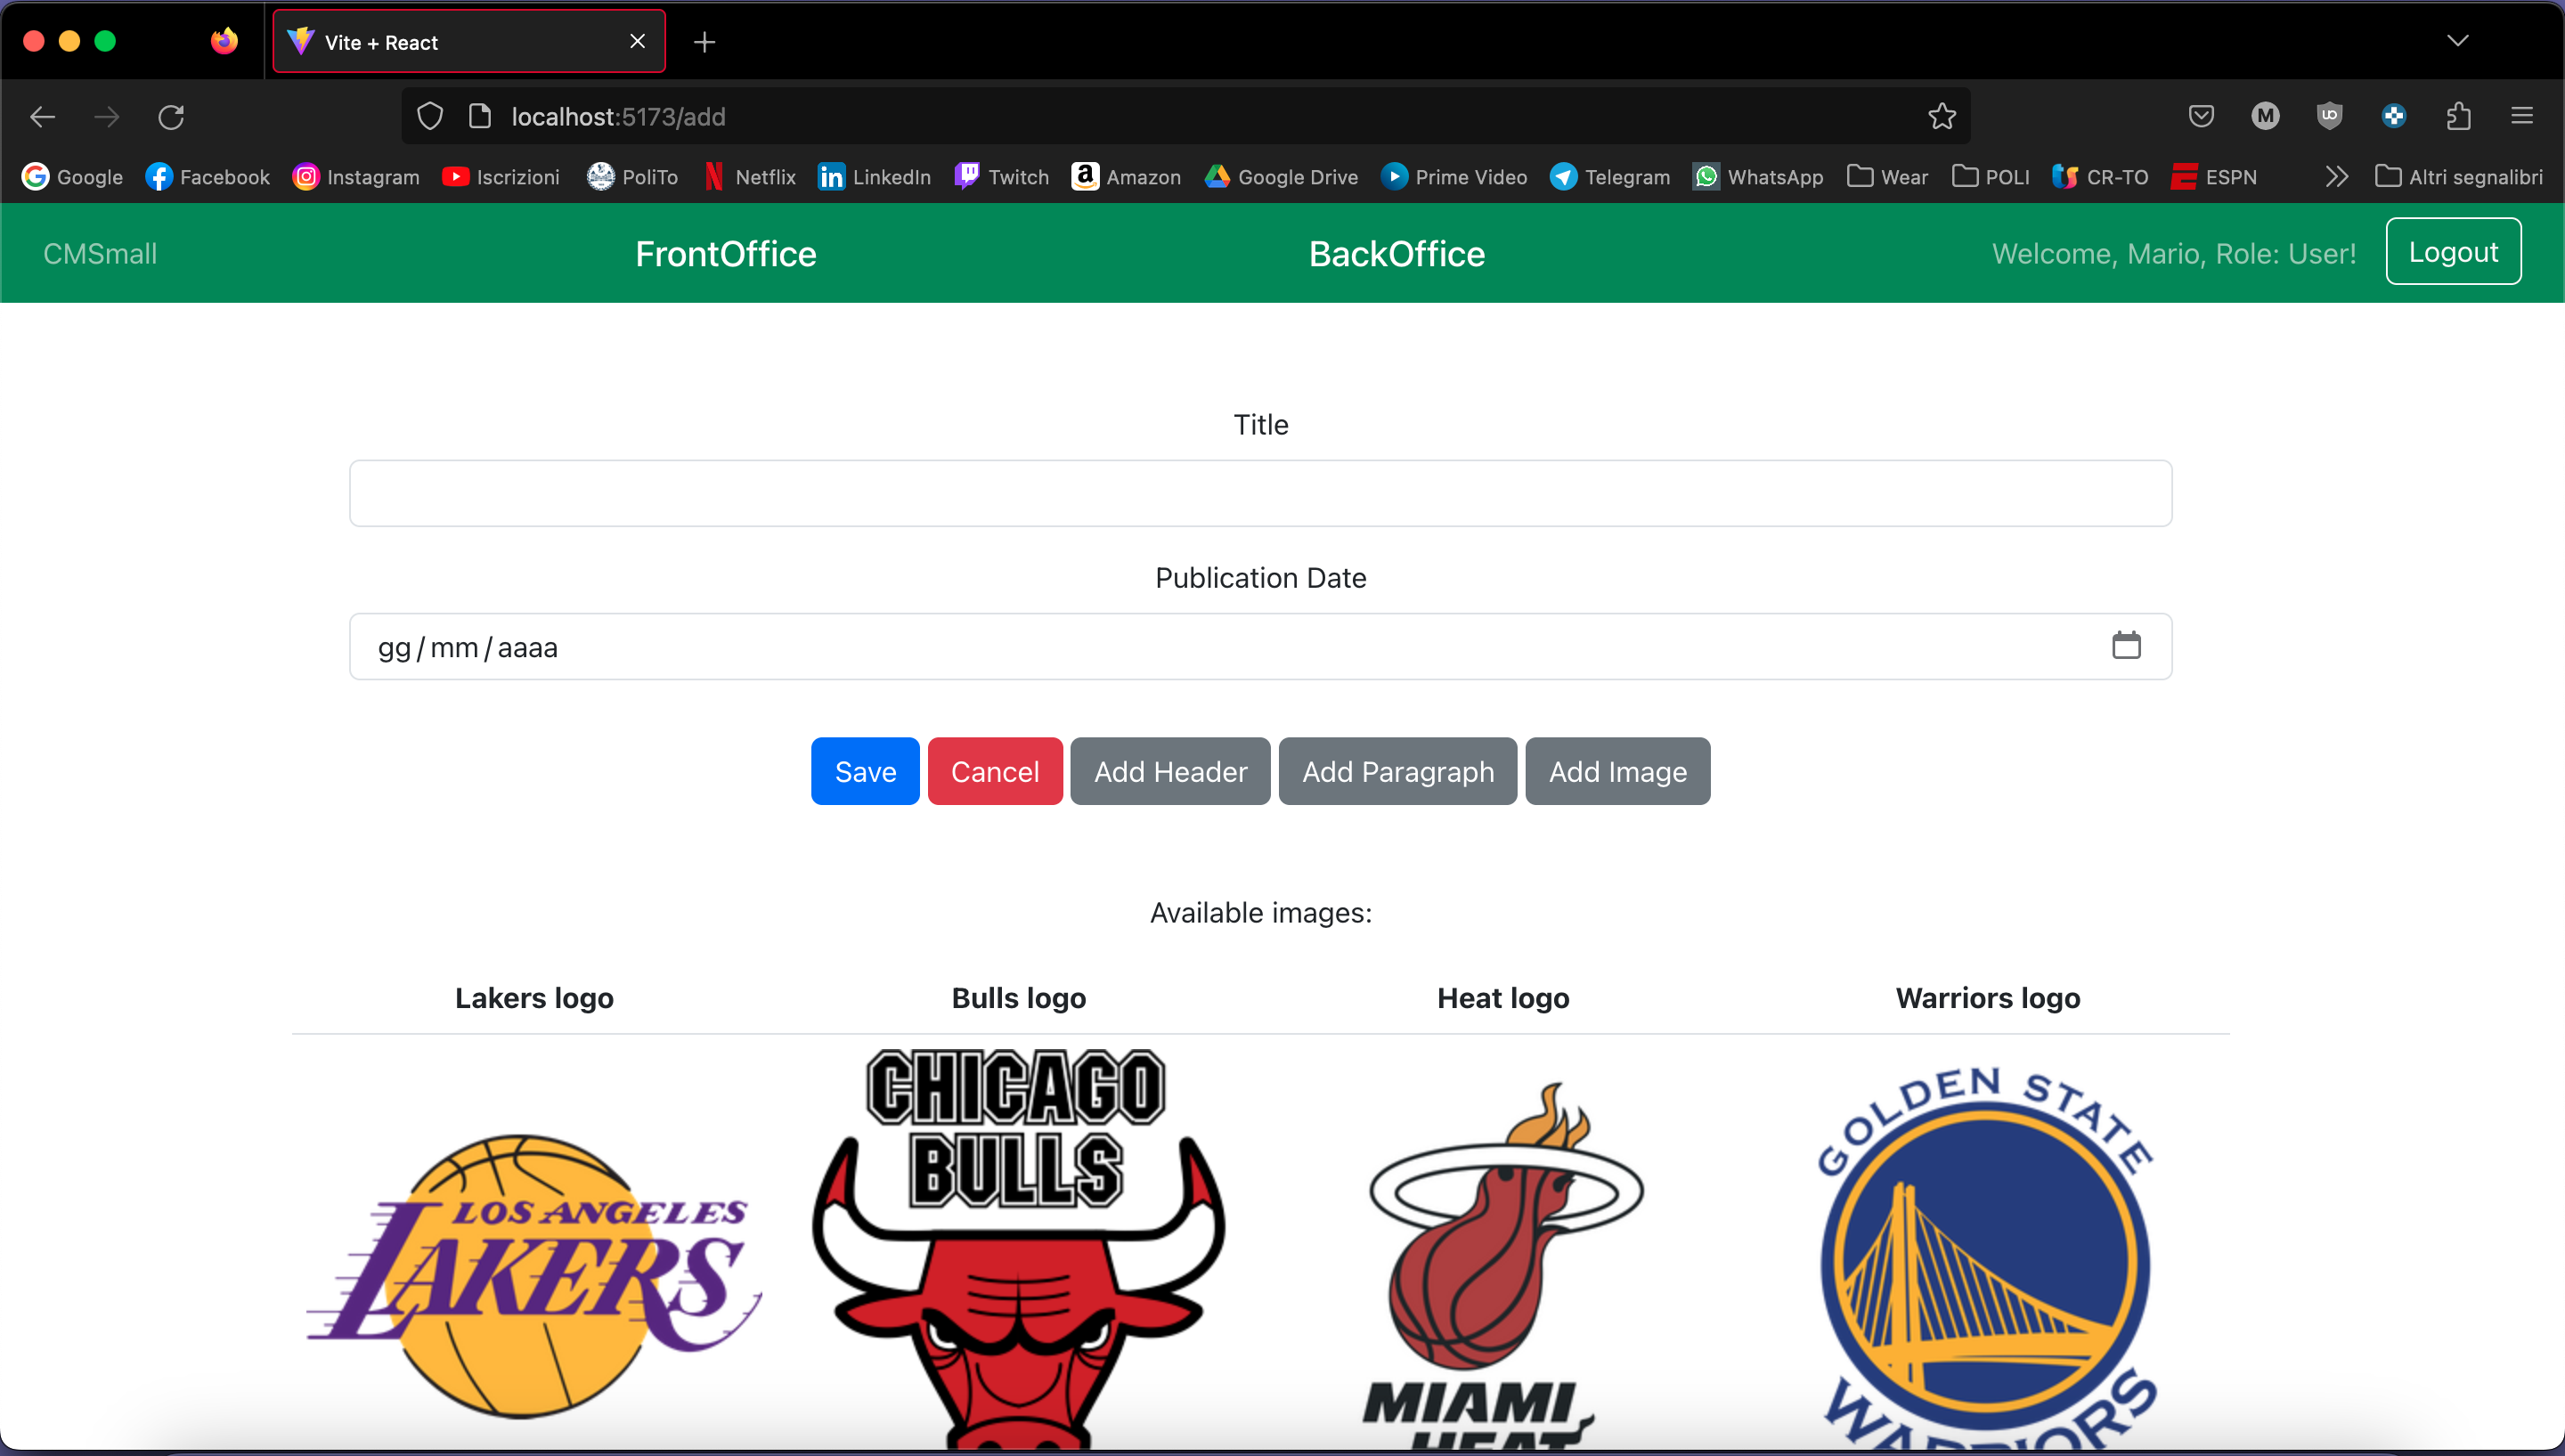 Vite + React
localhost:5173/add
M
Google Facebook Instagram Iscrizioni PoliTo Netflix LinkedIn Twitch Amazon Google Drive Prime Video Telegram WhatsApp Wear POLI CR-TO ESPN Altri segnalibri
CMSmall FrontOffice BackOffice Welcome, Mario, Role: User! Logout
Title
Publication Date
gg/mm/aaaa
Save Cancel Add Header Add Paragraph Add Image
Available images:
Lakers logo Bulls logo Heat logo Warriors logo
LOS ANGELES
LAKERS
CHICAGO
BULLS
MIAMI
HEAT
GOLDEN STATE
WARRIORS